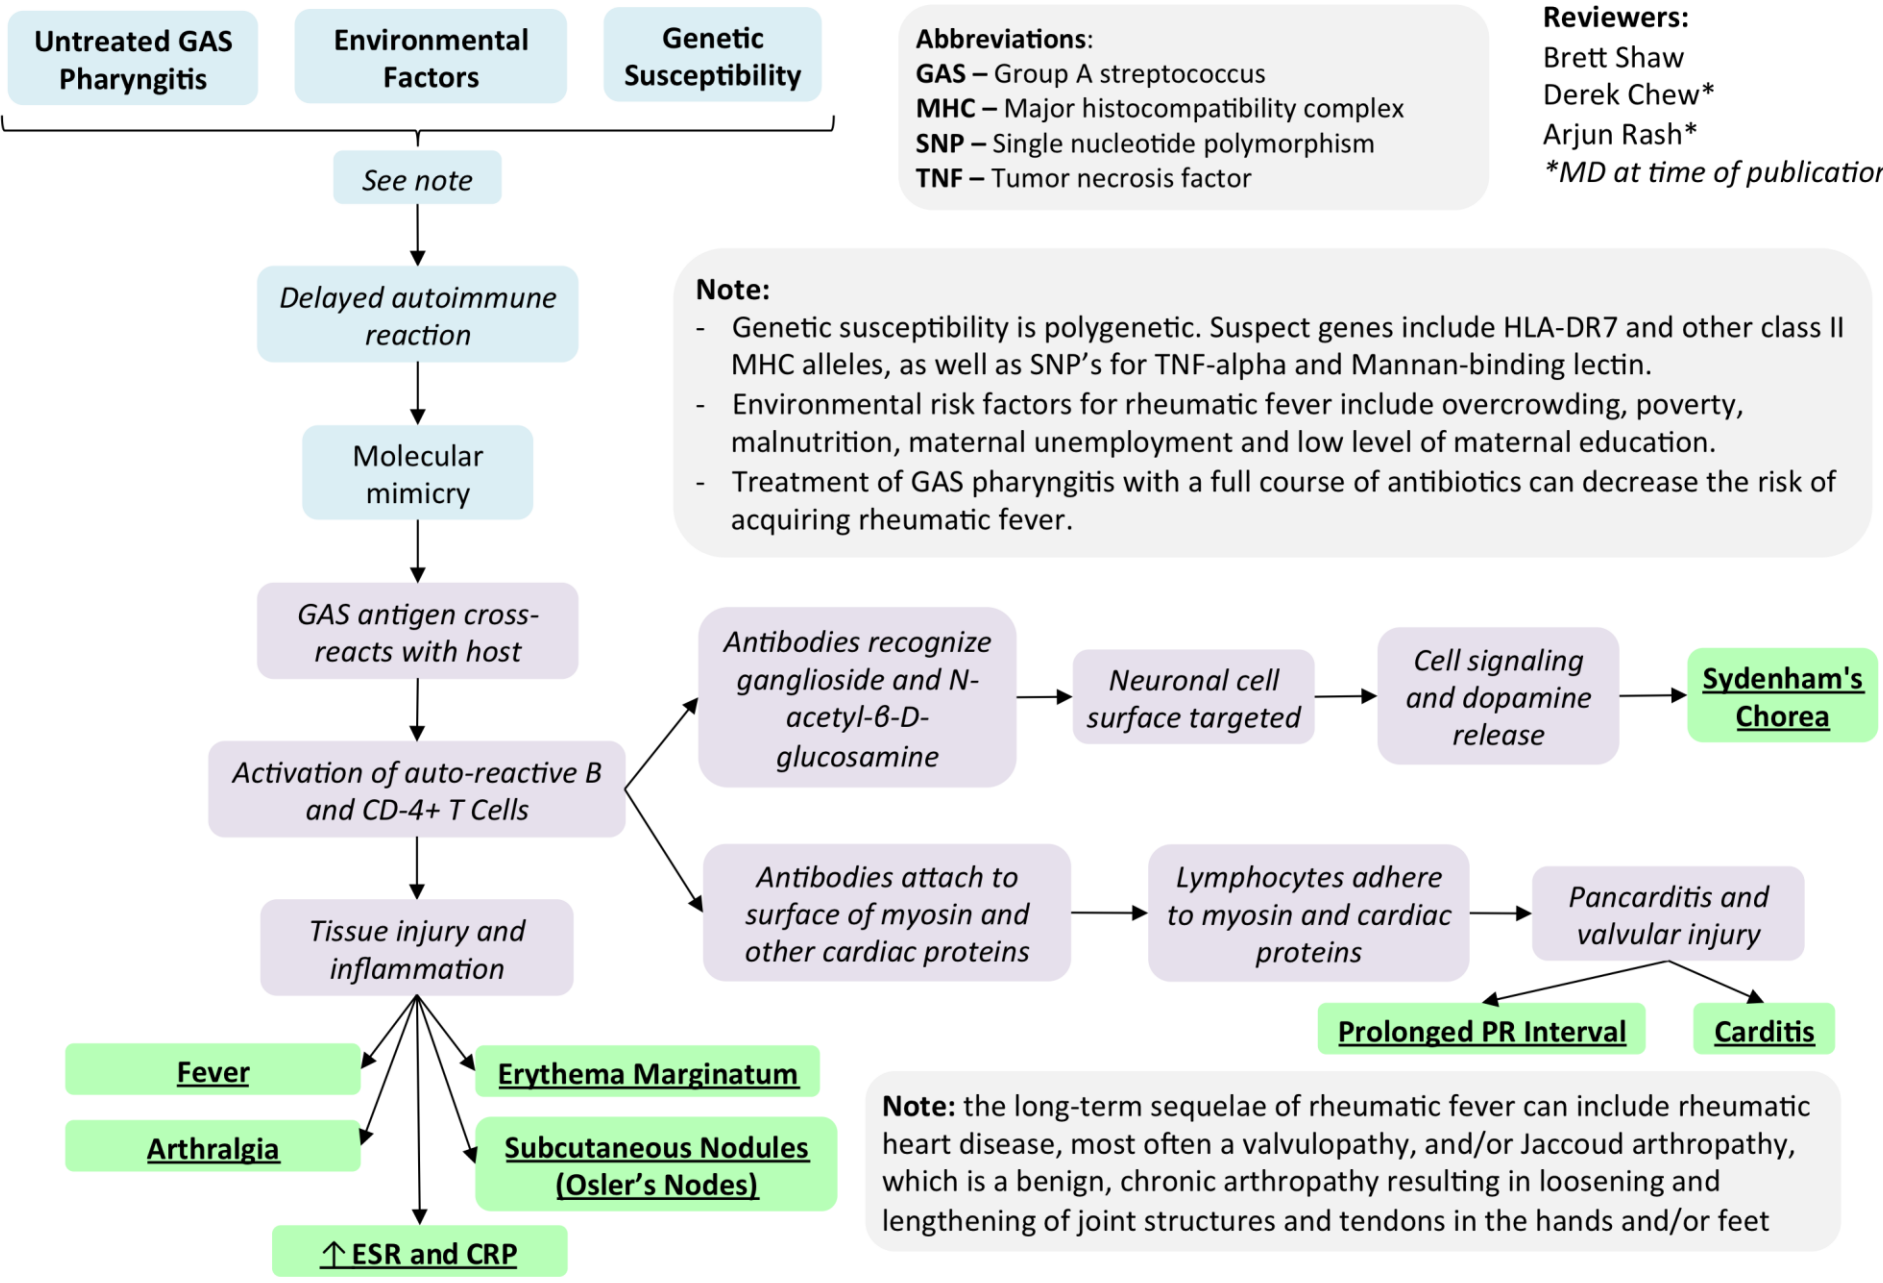 Untreated GAS
Pharyngitis
Environmental
Factors
Genetic
Susceptibility
Abbreviations:
GAS – Group A streptococcus
MHC – Major histocompatibility complex
SNP – Single nucleotide polymorphism
TNF – Tumor necrosis factor
Reviewers:
Brett Shaw
Derek Chew*
Arjun Rash*
*MD at time of publication
See note
Delayed autoimmune
reaction
Molecular
mimicry
Note:
- Genetic susceptibility is polygenetic. Suspect genes include HLA-DR7 and other class II
MHC alleles, as well as SNP's for TNF-alpha and Mannan-binding lectin.
- Environmental risk factors for rheumatic fever include overcrowding, poverty,
malnutrition, maternal unemployment and low level of maternal education.
- Treatment of GAS pharyngitis with a full course of antibiotics can decrease the risk of
acquiring rheumatic fever.
GAS antigen cross-
reacts with host
Activation of auto-reactive B
and CD-4+ T Cells
Antibodies recognize
ganglioside and N-
acetyl-β-D-
glucosamine
Neuronal cell
surface targeted
Cell signaling
and dopamine
release
Sydenham's
Chorea
Antibodies attach to
surface of myosin and
other cardiac proteins
Lymphocytes adhere
to myosin and cardiac
proteins
Pancarditis and
valvular injury
Prolonged PR Interval
Carditis
Tissue injury and
inflammation
Fever
Erythema Marginatum
Arthralgia
Subcutaneous Nodules
(Osler's Nodes)
↑ ESR and CRP
Note: the long-term sequelae of rheumatic fever can include rheumatic
heart disease, most often a valvulopathy, and/or Jaccoud arthropathy,
which is a benign, chronic arthropathy resulting in loosening and
lengthening of joint structures and tendons in the hands and/or feet